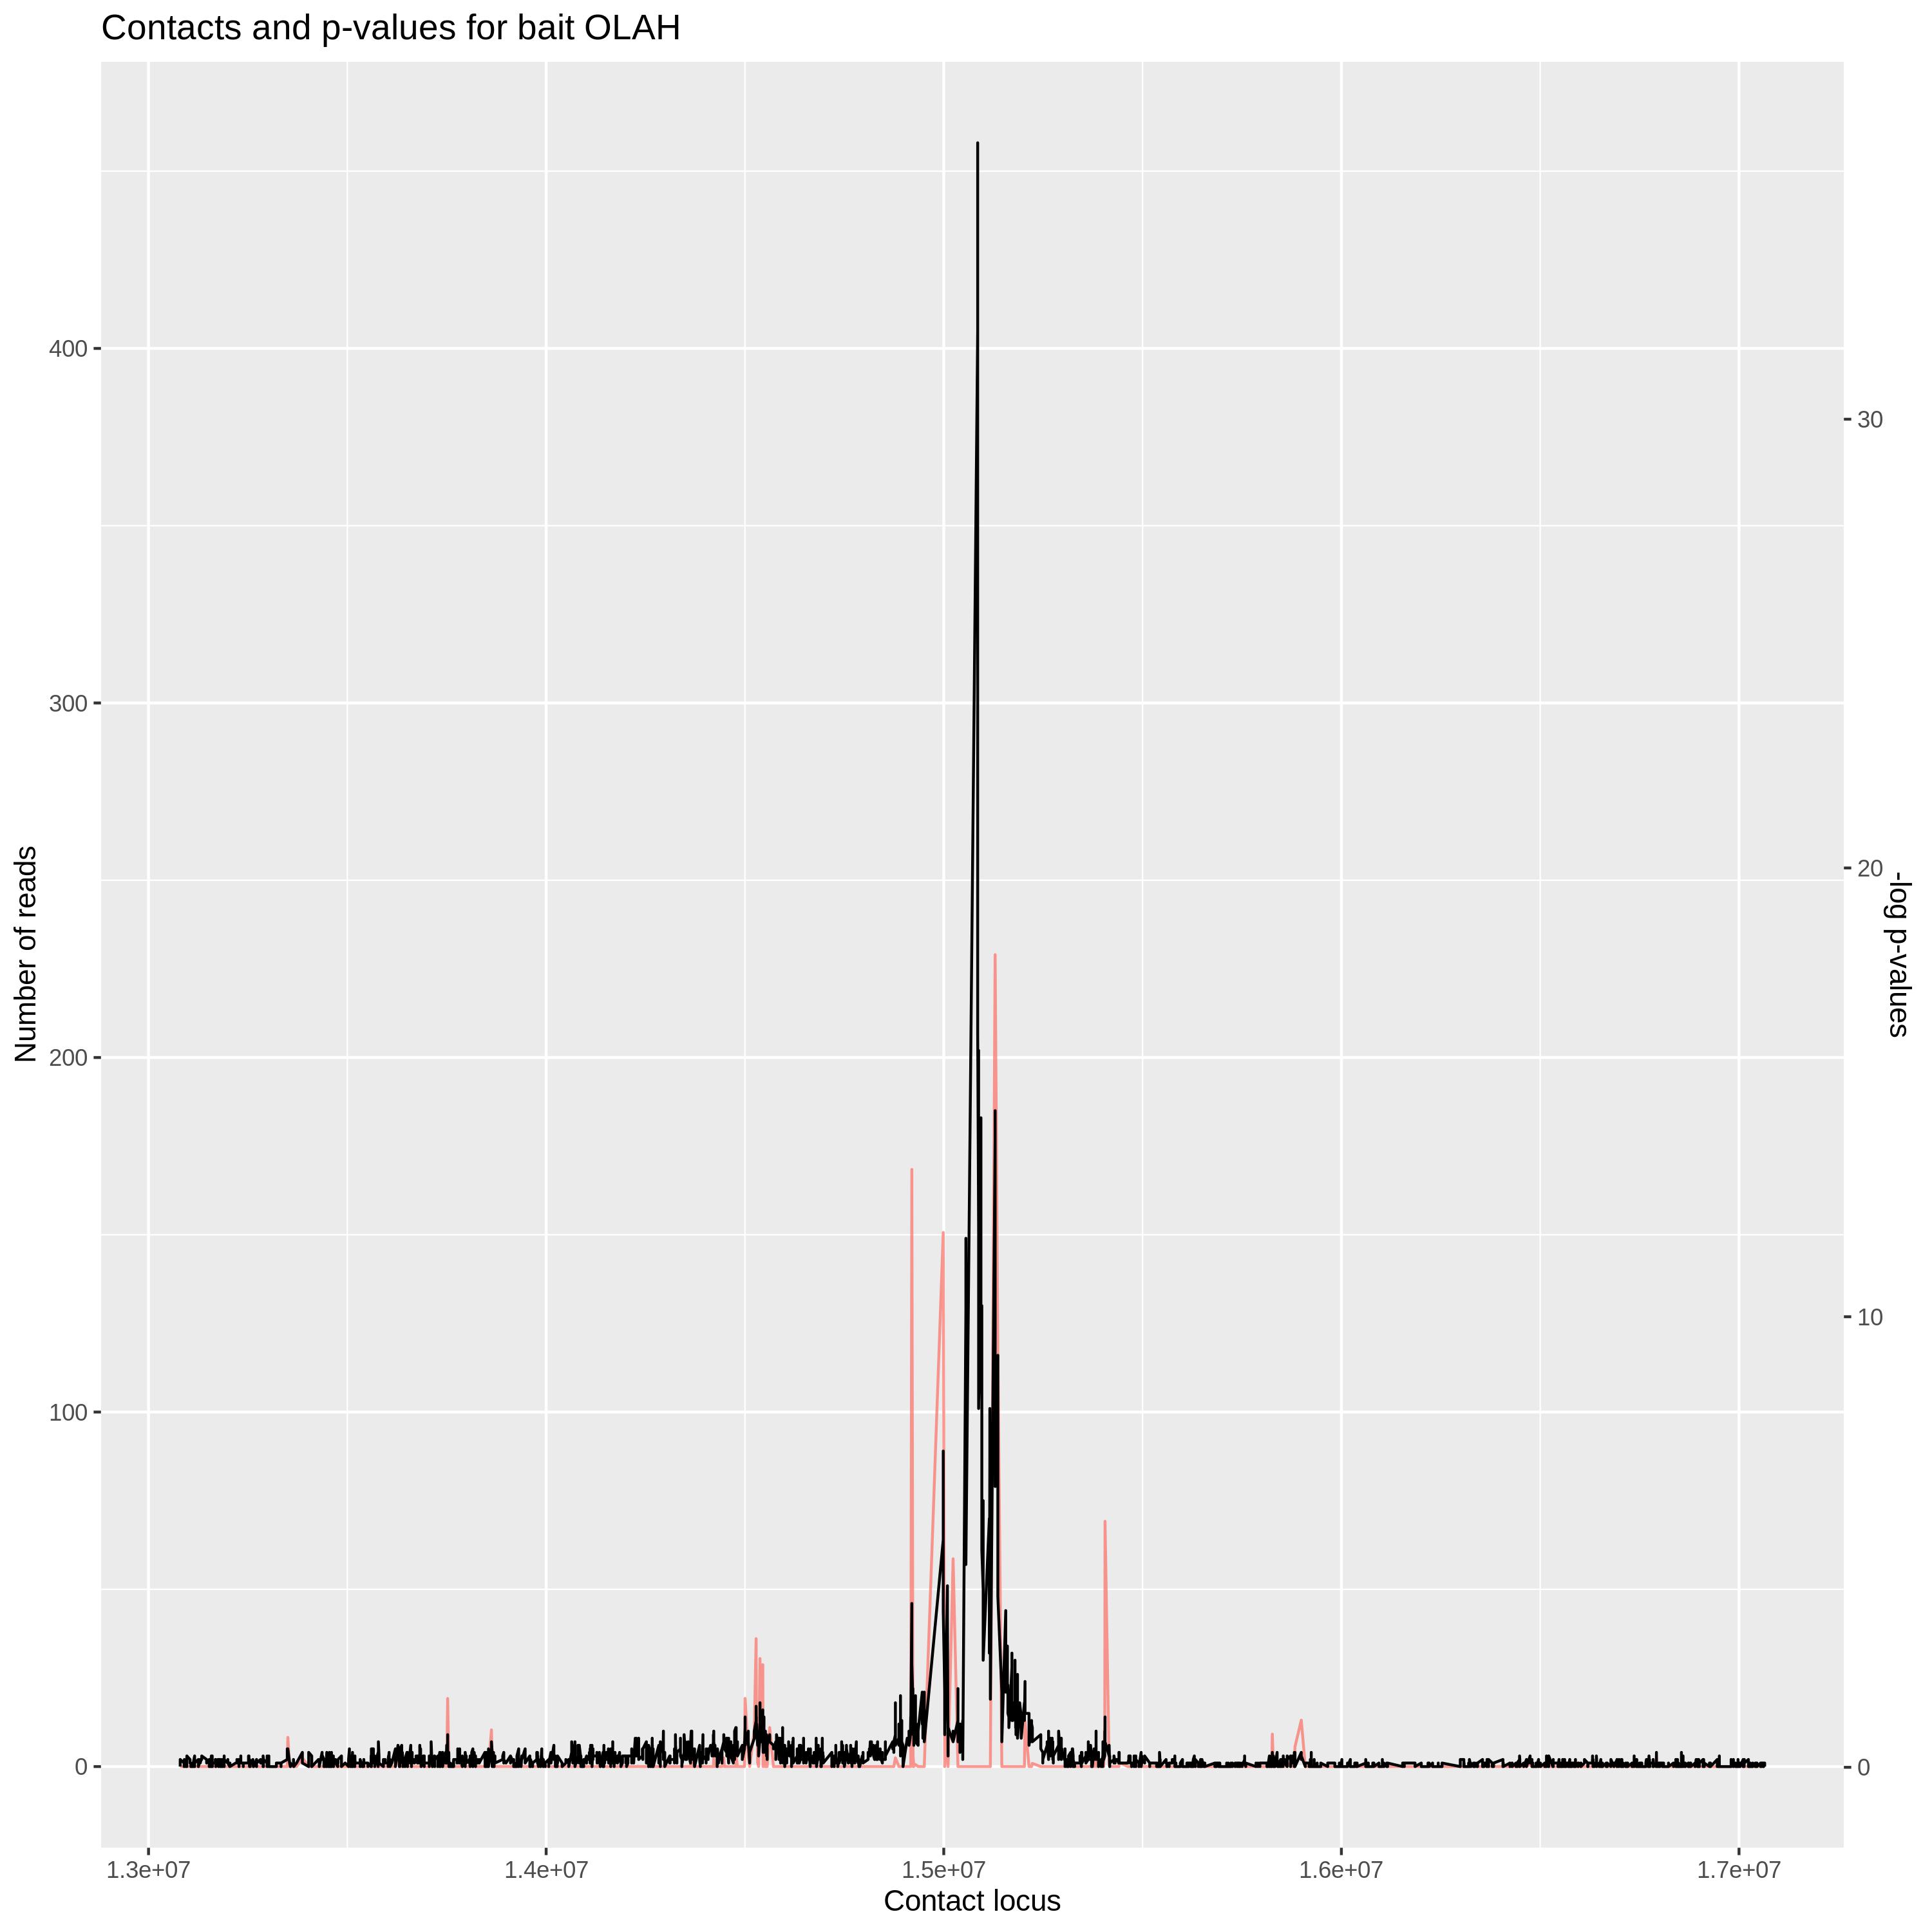 Contacts and p-values for bait OLAH
Number of reads
400
300
200
100
0
30
20
10
0
-log p-values
1.3e+07
1.4e+07
1.5e+07
1.6e+07
1.7e+07
Contact locus